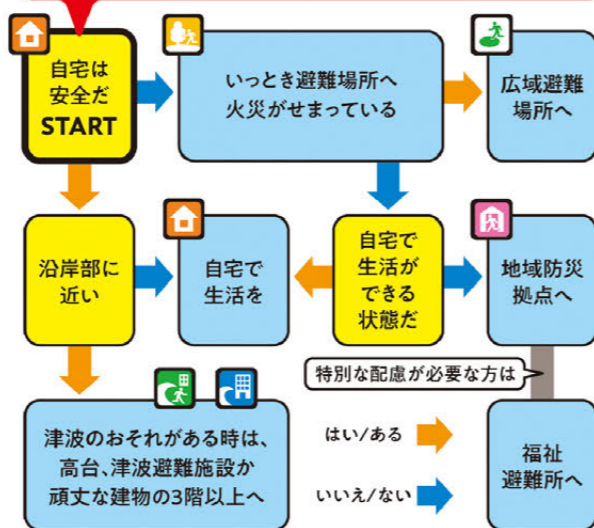 自宅は
安全だ
START
いっとき避難場所へ
火災がせまっている
広域避難
場所へ
沿岸部に
近い
自宅で
生活を
自宅で
生活が
できる
状態だ
地域防災
拠点へ
特別な配慮が必要な方は
津波のおそれがある時は、
高台、津波避難施設か
頑丈な建物の3階以上へ
はい/ある
いいえ/ない
福祉
避難所へ